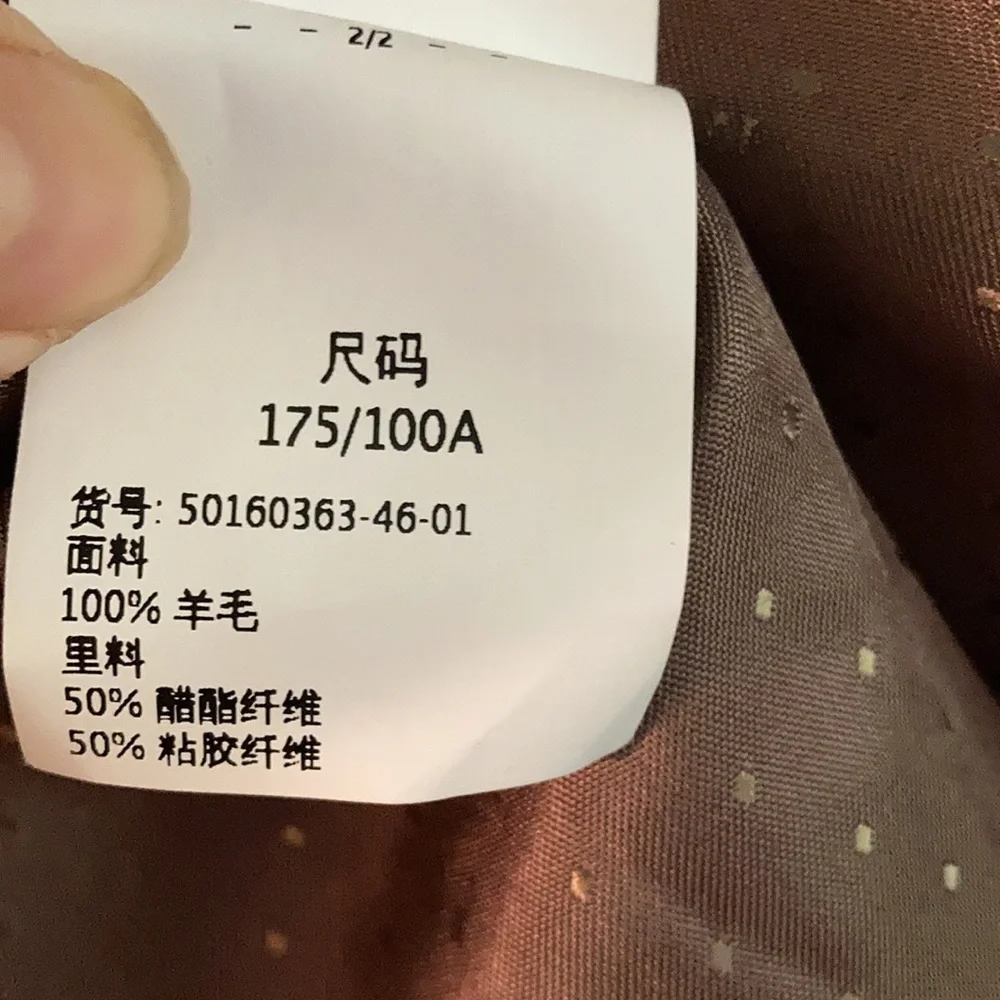 - - 2/2 - -
尺码
175/100A
货号: 50160363-46-01
面料
100% 羊毛
里料
50% 醋酯纤维
50% 粘胶纤维